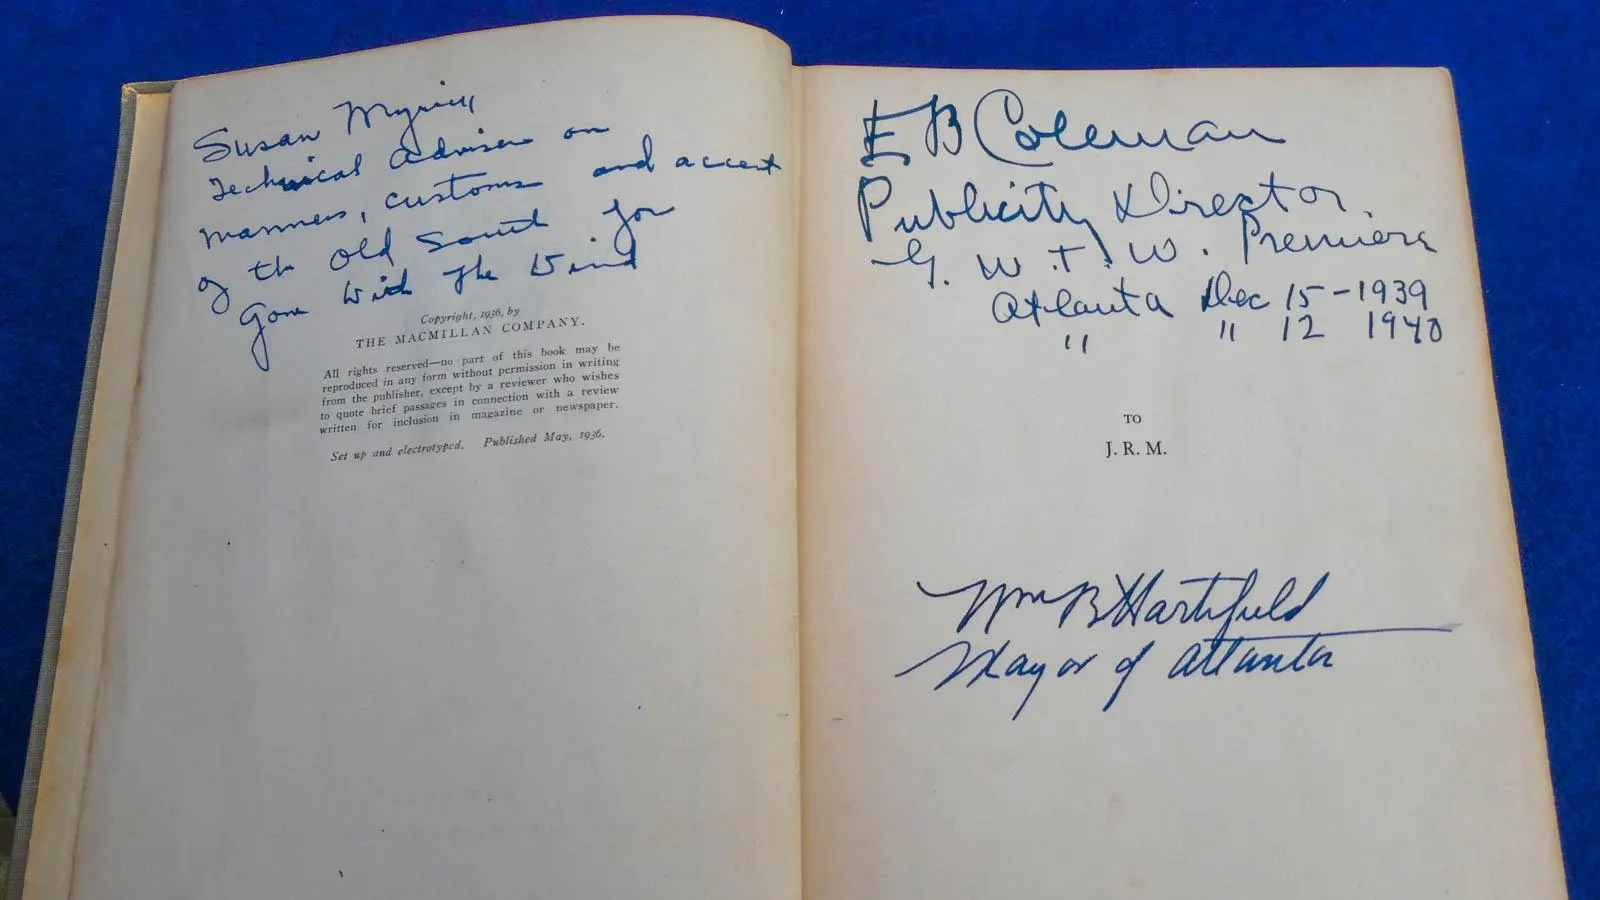 Susan Myrick
Technical Adviser on
manners, customs and accent
of the Old South for
Gone With The Wind
Copyright, 1936, by
THE MACMILLAN COMPANY.
All rights reserved—no part of this book may be
reproduced in any form without permission in writing
from the publisher, except by a reviewer who wishes
to quote brief passages in connection with a review
written for inclusion in magazine or newspaper.
Set up and electrotyped. Published May, 1936.
E B Coleman
Publicity Director.
G. W. T. W. Premiere
Atlanta Dec 15-1939
" " 12 1940
TO
J. R. M.
Wm B Hartsfield
Mayor of Atlanta